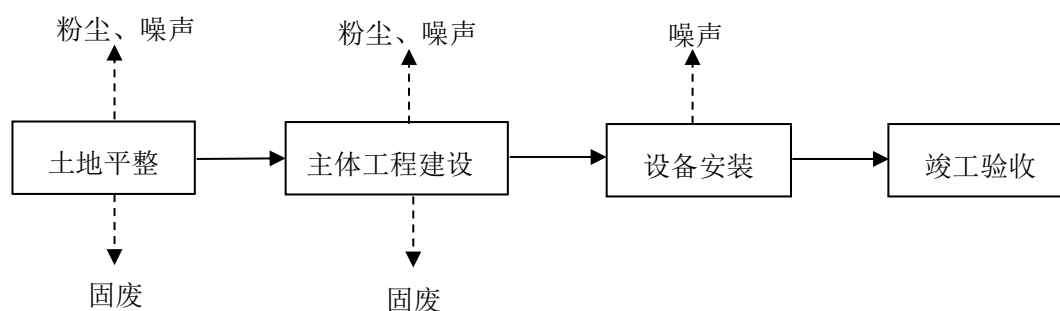 粉尘、噪声
粉尘、噪声
噪声
土地平整
主体工程建设
设备安装
竣工验收
固废
固废